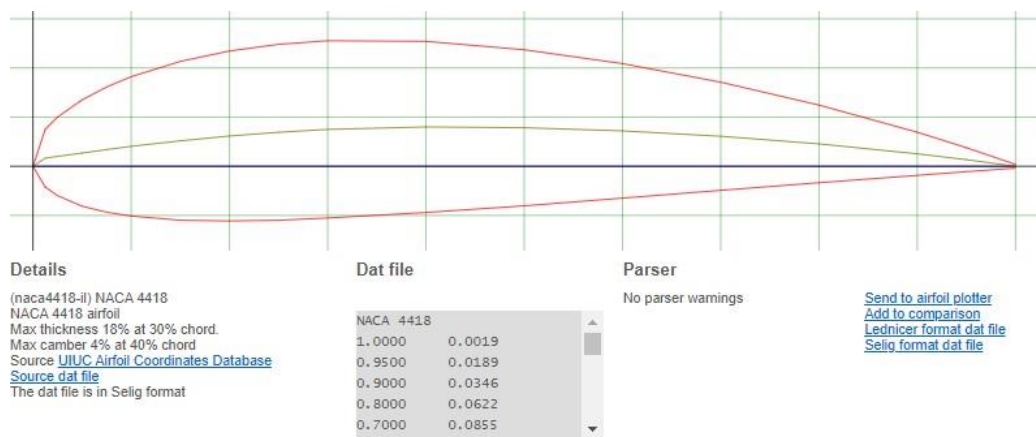 Details
(naca4418-il) NACA 4418
NACA 4418 airfoil
Max thickness 18% at 30% chord.
Max camber 4% at 40% chord
Source UIUC Airfoil Coordinates Database
Source dat file
The dat file is in Selig format
Dat file
NACA 4418
1.0000 0.0019
0.9500 0.0189
0.9000 0.0346
0.8000 0.0622
0.7000 0.0855
Parser
No parser warnings
Send to airfoil plotter
Add to comparison
Lednicer format dat file
Selig format dat file